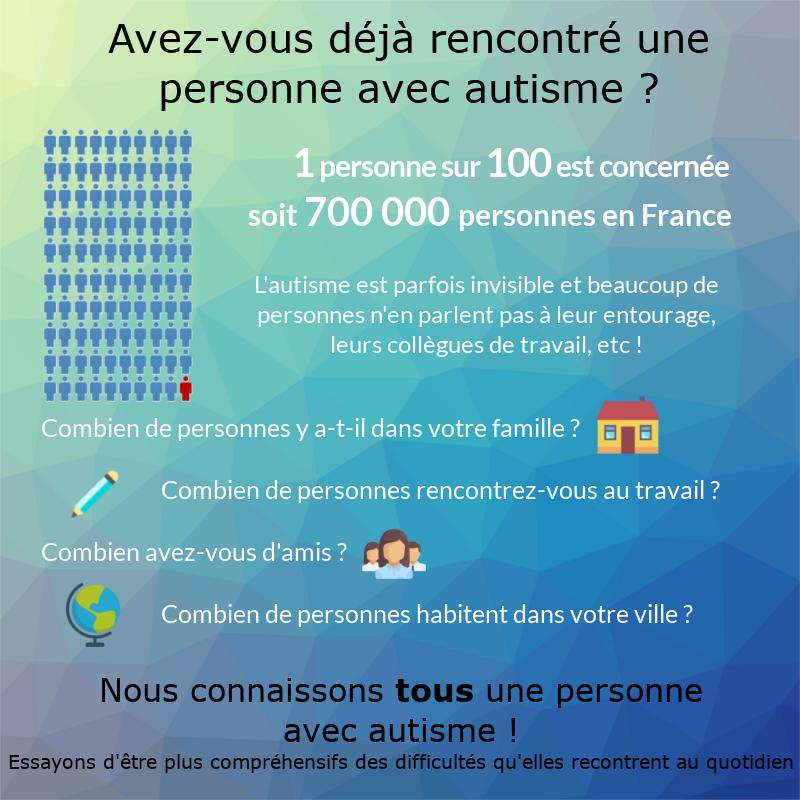 Avez-vous déjà rencontré une
personne avec autisme ?
1 personne sur 100 est concernée
soit 700 000 personnes en France
L'autisme est parfois invisible et beaucoup de
personnes n'en parlent pas à leur entourage,
leurs collègues de travail, etc !
Combien de personnes y a-t-il dans votre famille ?
Combien de personnes rencontrez-vous au travail ?
Combien avez-vous d'amis ?
Combien de personnes habitent dans votre ville ?
Nous connaissons tous une personne
avec autisme !
Essayons d'être plus compréhensifs des difficultés qu'elles recontrent au quotidien